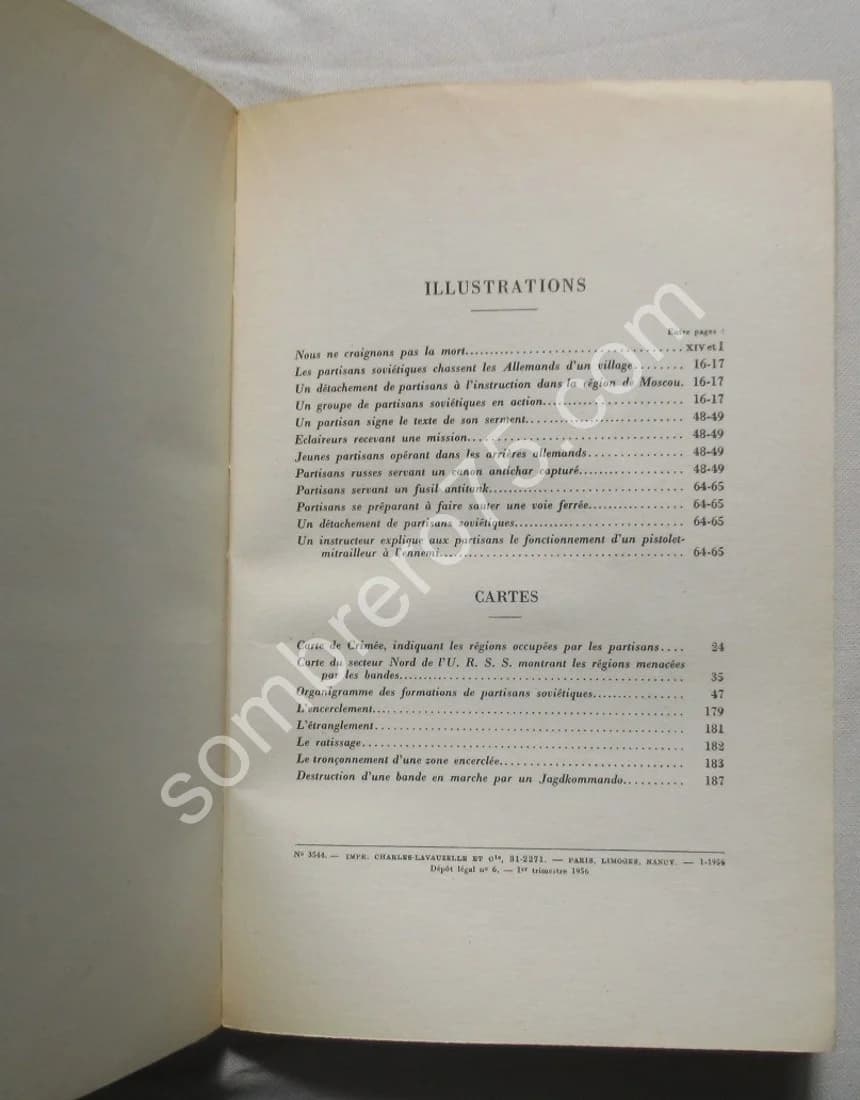 ILLUSTRATIONS
Entre pages :
Nous ne craignons pas la mort........ XIV et I
Les partisans soviétiques chassent les Allemands d'un village........ 16-17
Un détachement de partisans à l'instruction dans la région de Moscou. 16-17
Un groupe de partisans soviétiques en action........ 16-17
Un partisan signe le texte de son serment........ 48-49
Eclaireurs recevant une mission........ 48-49
Jeunes partisans opérant dans les arrières allemands........ 48-49
Partisans russes servant un canon antichar capturé........ 48-49
Partisans servant un fusil antitank........ 64-65
Partisans se préparant à faire sauter une voie ferrée........ 64-65
Un détachement de partisans soviétiques........ 64-65
Un instructeur explique aux partisans le fonctionnement d'un pistolet-
mitrailleur à l'ennemi........ 64-65
CARTES
Carte de Crimée, indiquant les régions occupées par les partisans.... 24
Carte du secteur Nord de l'U. R. S. S. montrant les régions menacées
par les bandes........ 35
Organigramme des formations de partisans soviétiques........ 47
L'encerclement........ 179
L'étranglement........ 181
Le ratissage........ 182
Le tronçonnement d'une zone encerclée........ 183
Destruction d'une bande en marche par un Jagdkommando........ 187
N° 3544. — IMPR. CHARLES-LAVAUZELLE ET Cie, 31-2271. — PARIS, LIMOGES, NANCY. — 1-1956
Dépôt légal n° 6, — 1er trimestre 1956
sombrero75.com